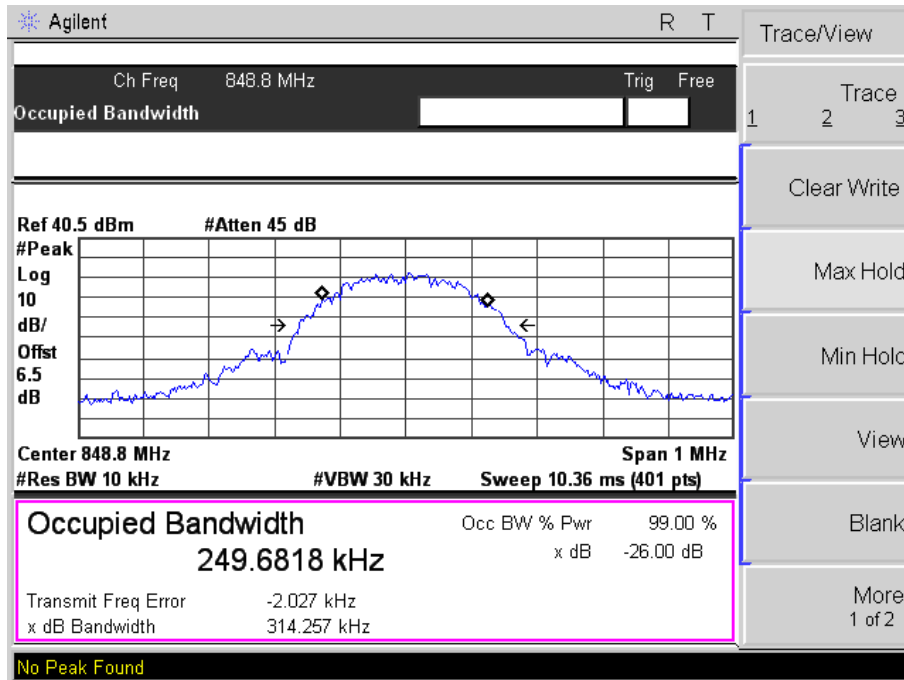 Agilent R T
Ch Freq 848.8 MHz Trig Free
Occupied Bandwidth
Ref 40.5 dBm #Atten 45 dB
#Peak
Log
10
dB/
Offst
6.5
dB
Center 848.8 MHz Span 1 MHz
#Res BW 10 kHz #VBW 30 kHz Sweep 10.36 ms (401 pts)
Occupied Bandwidth Occ BW % Pwr 99.00 %
249.6818 kHz x dB -26.00 dB
Transmit Freq Error -2.027 kHz
x dB Bandwidth 314.257 kHz
No Peak Found
Trace/View
Trace
1 2 3
Clear Write
Max Hold
Min Hold
View
Blank
More
1 of 2